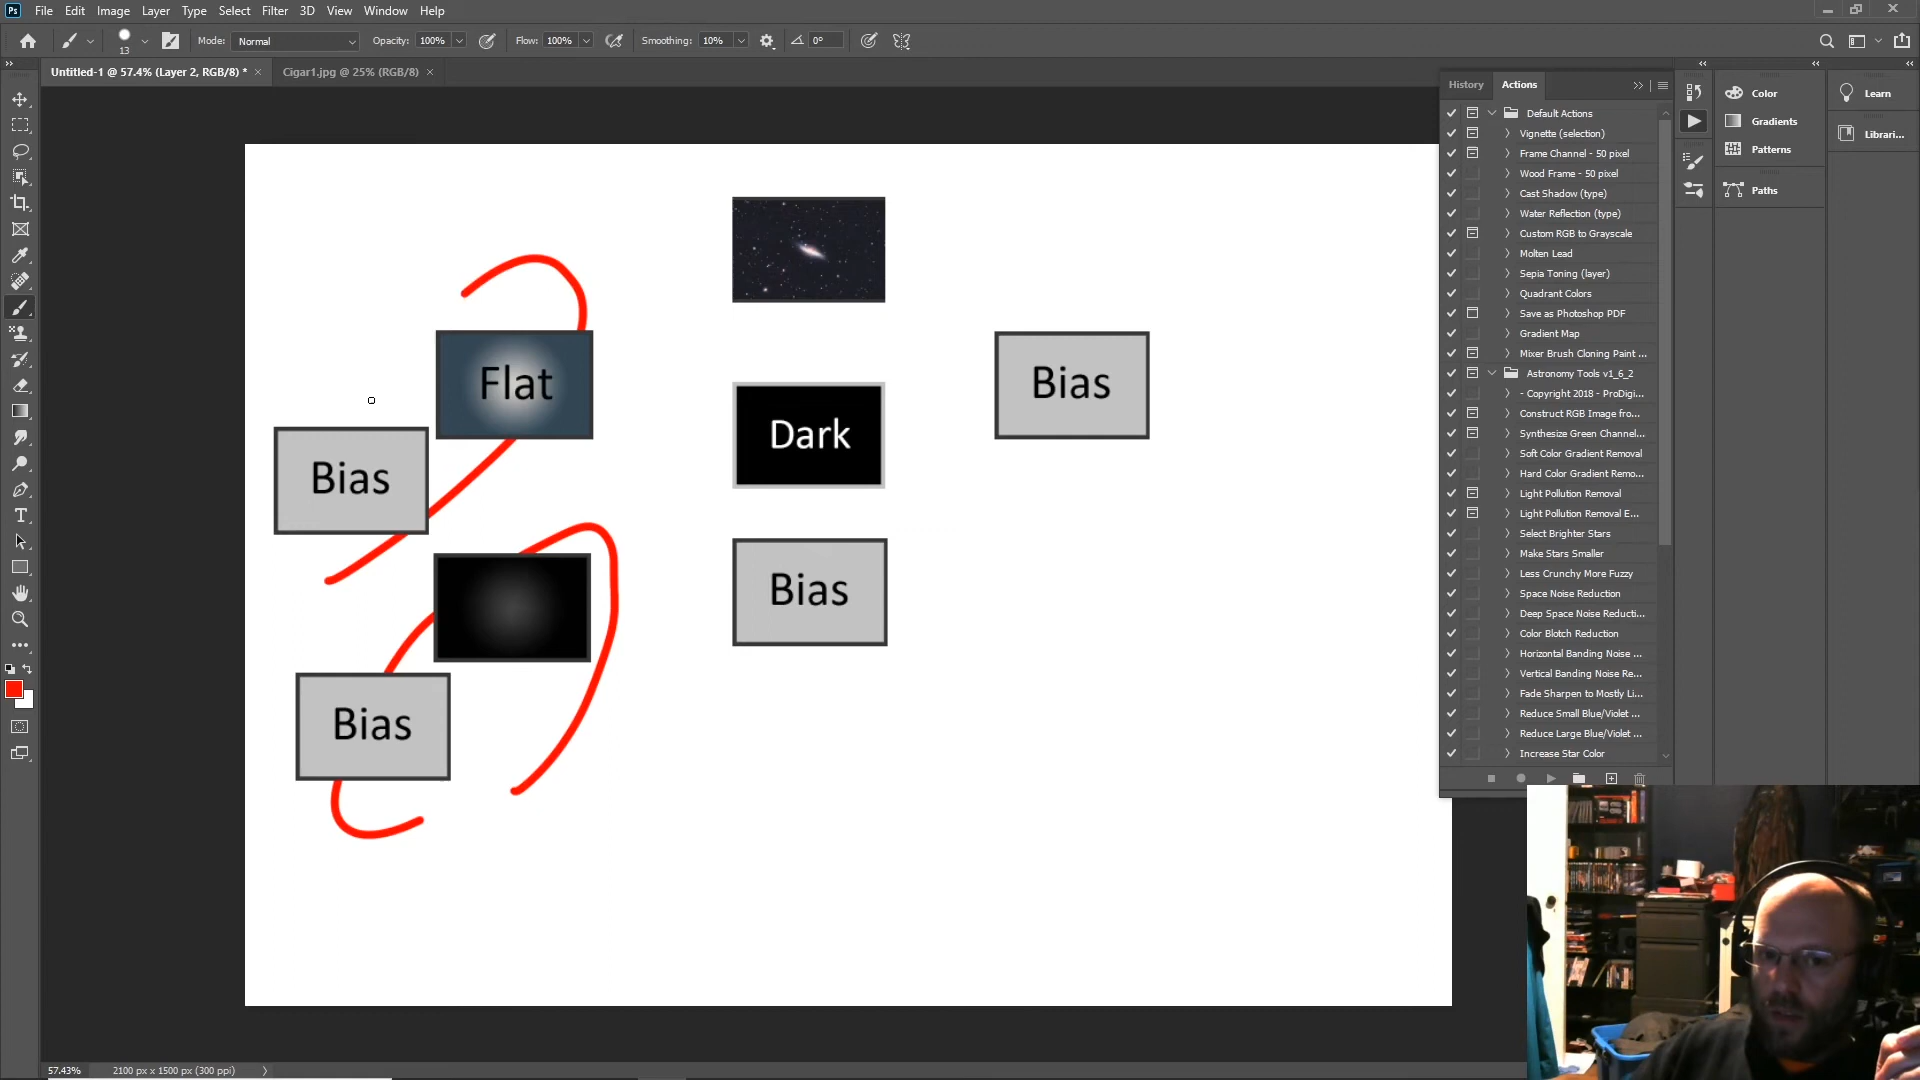 Ps File Edit Image Layer Type Select Filter 3D View Window Help
13 Mode: Normal Opacity: 100% Flow: 100% Smoothing: 10% 0°
Untitled-1 @ 57.4% (Layer 2, RGB/8) * × Cigar1.jpg @ 25% (RGB/8) ×
History Actions
Color
Gradients
Patterns
Paths
Learn
Librari...
Default Actions
Vignette (selection)
Frame Channel - 50 pixel
Wood Frame - 50 pixel
Cast Shadow (type)
Water Reflection (type)
Custom RGB to Grayscale
Molten Lead
Sepia Toning (layer)
Quadrant Colors
Save as Photoshop PDF
Gradient Map
Mixer Brush Cloning Paint ...
Astronomy Tools v1_6_2
- Copyright 2018 - ProDigi...
Construct RGB Image fro...
Synthesize Green Channel...
Soft Color Gradient Removal
Hard Color Gradient Remo...
Light Pollution Removal
Light Pollution Removal E...
Select Brighter Stars
Make Stars Smaller
Less Crunchy More Fuzzy
Space Noise Reduction
Deep Space Noise Reducti...
Color Blotch Reduction
Horizontal Banding Noise ...
Vertical Banding Noise Re...
Fade Sharpen to Mostly Li...
Reduce Small Blue/Violet ...
Reduce Large Blue/Violet ...
Increase Star Color
Flat
Bias
Dark
Bias
Bias
Bias
57.43% 2100 px x 1500 px (300 ppi)